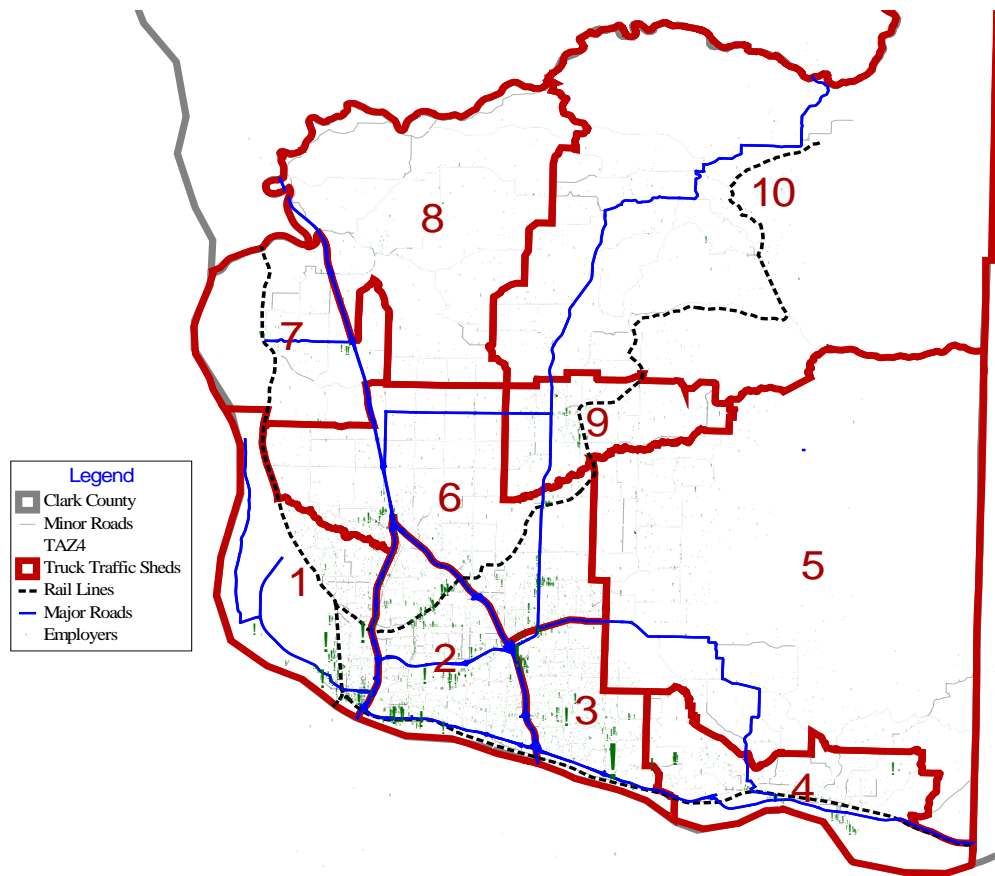 10
8
7
9
6
5
1
2
3
4
Legend
Clark County
Minor Roads
TAZ4
Truck Traffic Sheds
Rail Lines
Major Roads
Employers